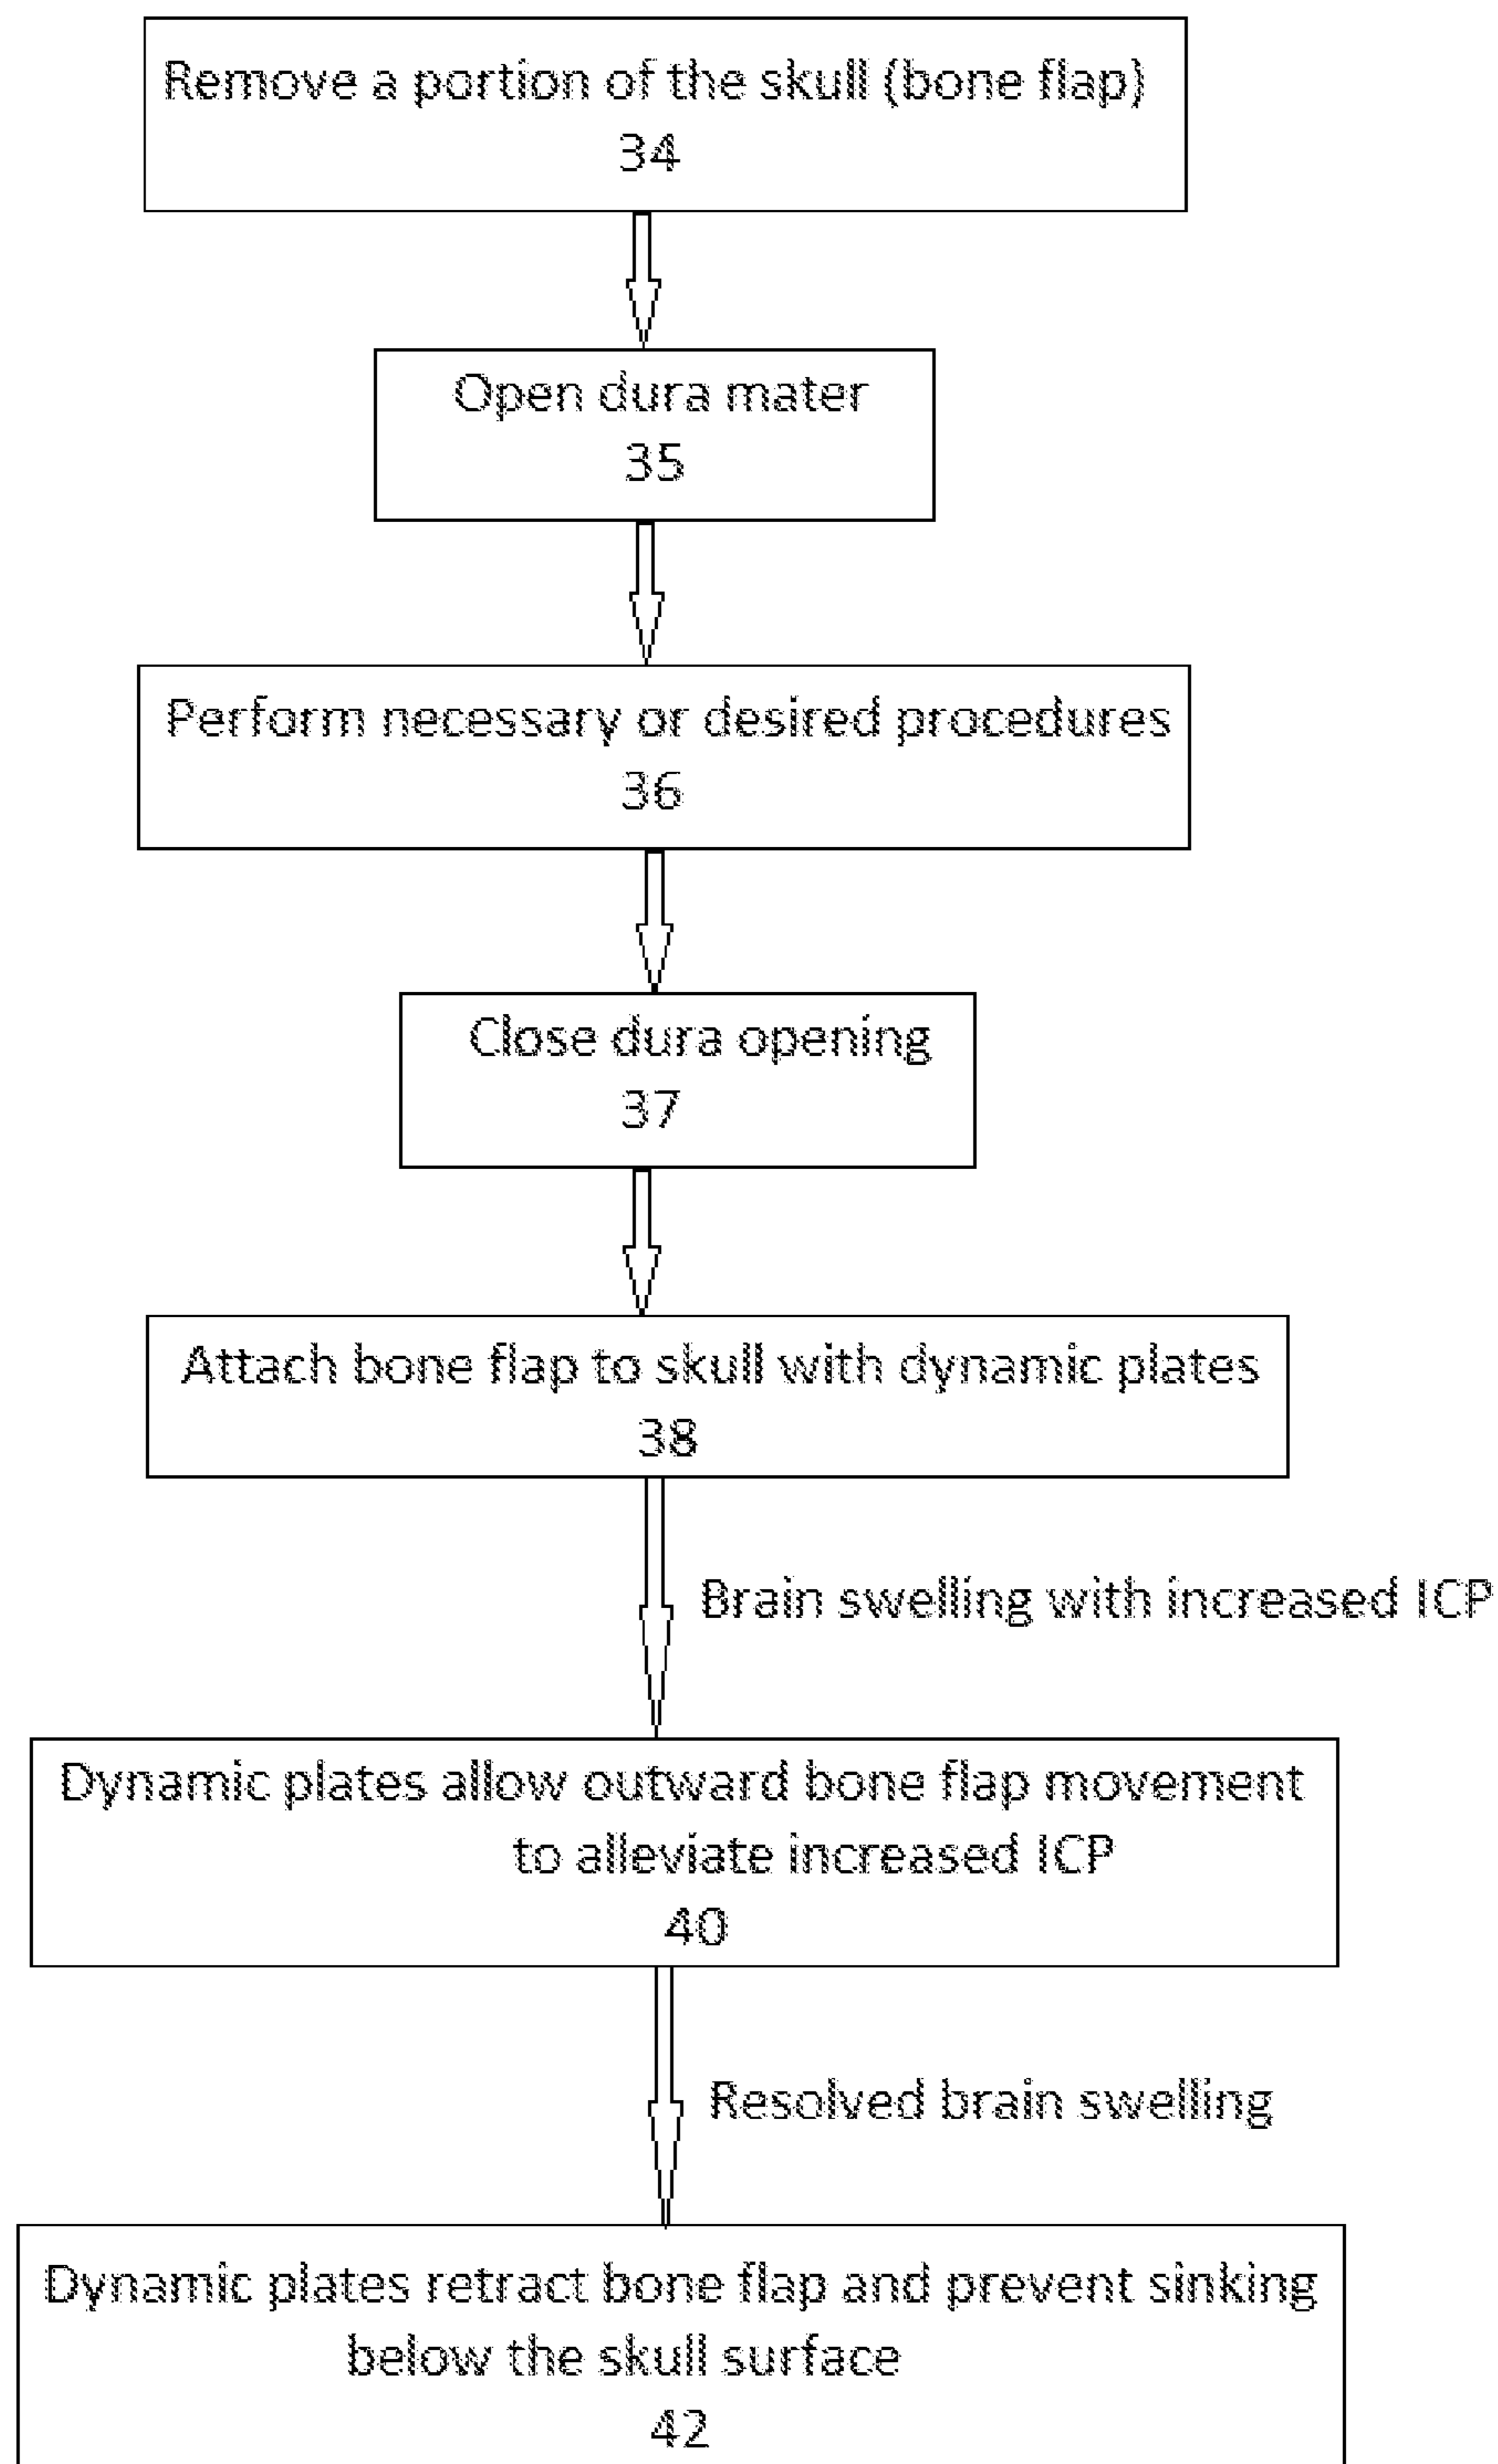 Remove a portion of the skull (bone flap)
34
Open dura mater
35
Perform necessary or desired procedures
36
Close dura opening
37
Attach bone flap to skull with dynamic plates
38
Brain swelling with increased ICP
Dynamic plates allow outward bone flap movement
to alleviate increased ICP
40
Resolved brain swelling
Dynamic plates retract bone flap and prevent sinking
below the skull surface
42